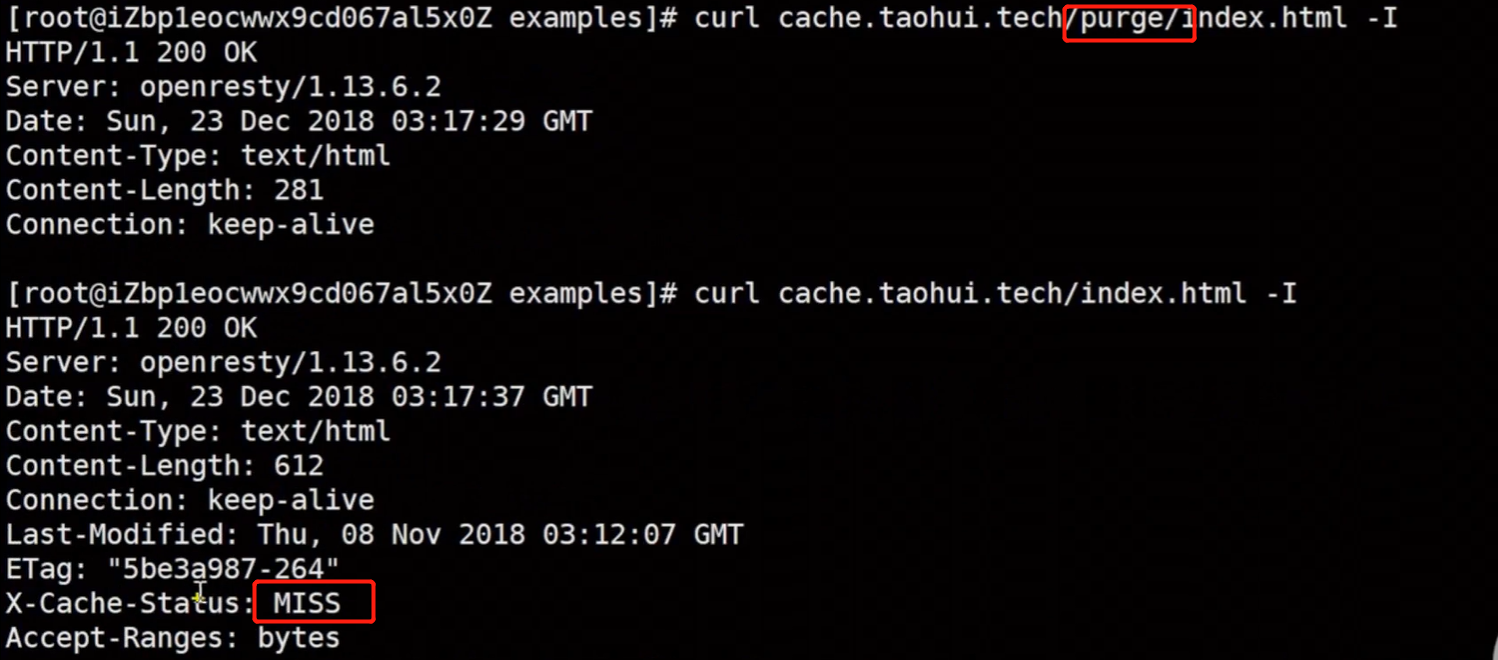 [root@iZbp1eocwwx9cd067al5x0Z examples]# curl cache.taohui.tech/purge/index.html -I
HTTP/1.1 200 OK
Server: openresty/1.13.6.2
Date: Sun, 23 Dec 2018 03:17:29 GMT
Content-Type: text/html
Content-Length: 281
Connection: keep-alive
[root@iZbp1eocwwx9cd067al5x0Z examples]# curl cache.taohui.tech/index.html -I
HTTP/1.1 200 OK
Server: openresty/1.13.6.2
Date: Sun, 23 Dec 2018 03:17:37 GMT
Content-Type: text/html
Content-Length: 612
Connection: keep-alive
Last-Modified: Thu, 08 Nov 2018 03:12:07 GMT
ETag: "5be3a987-264"
X-Cache-Status: MISS
Accept-Ranges: bytes